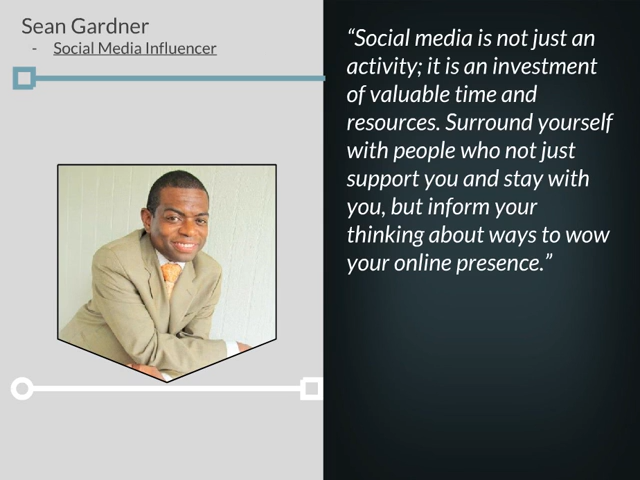 Sean Gardner
- Social Media Influencer
“Social media is not just an
activity; it is an investment
of valuable time and
resources. Surround yourself
with people who not just
support you and stay with
you, but inform your
thinking about ways to wow
your online presence.”